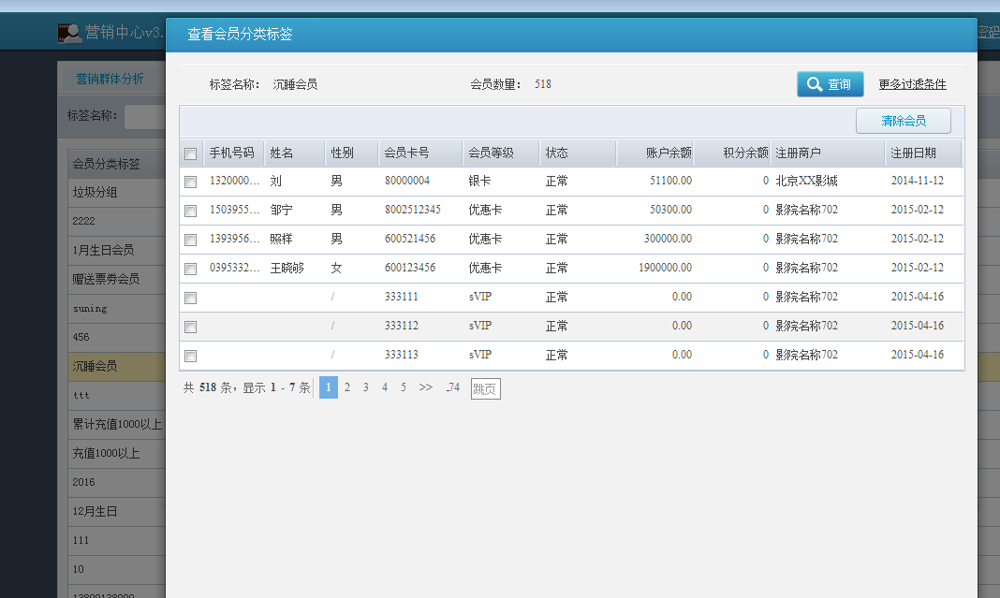 营销中心v3.
密码
查看会员分类标签
营销群体分析
标签名称： 沉睡会员 会员数量： 518 查询 更多过滤条件
标签名称：
清除会员
手机号码 姓名 性别 会员卡号 会员等级 状态 账户余额 积分余额 注册商户 注册日期
1320000... 刘 男 80000004 银卡 正常 51100.00 0 北京XX影城 2014-11-12
1503955... 邹宁 男 8002512345 优惠卡 正常 50300.00 0 影院名称702 2015-02-12
1393956... 照样 男 600521456 优惠卡 正常 300000.00 0 影院名称702 2015-02-12
0395332... 王晓够 女 600123456 优惠卡 正常 1900000.00 0 影院名称702 2015-02-12
/ 333111 sVIP 正常 0.00 0 影院名称702 2015-04-16
/ 333112 sVIP 正常 0.00 0 影院名称702 2015-04-16
/ 333113 sVIP 正常 0.00 0 影院名称702 2015-04-16
共 518 条，显示 1 - 7 条 1 2 3 4 5 >> ..74 跳页
会员分类标签
垃圾分组
2222
1月生日会员
赠送票券会员
suning
456
沉睡会员
ttt
累计充值1000以上
充值1000以上
2016
12月生日
111
10
13800138000